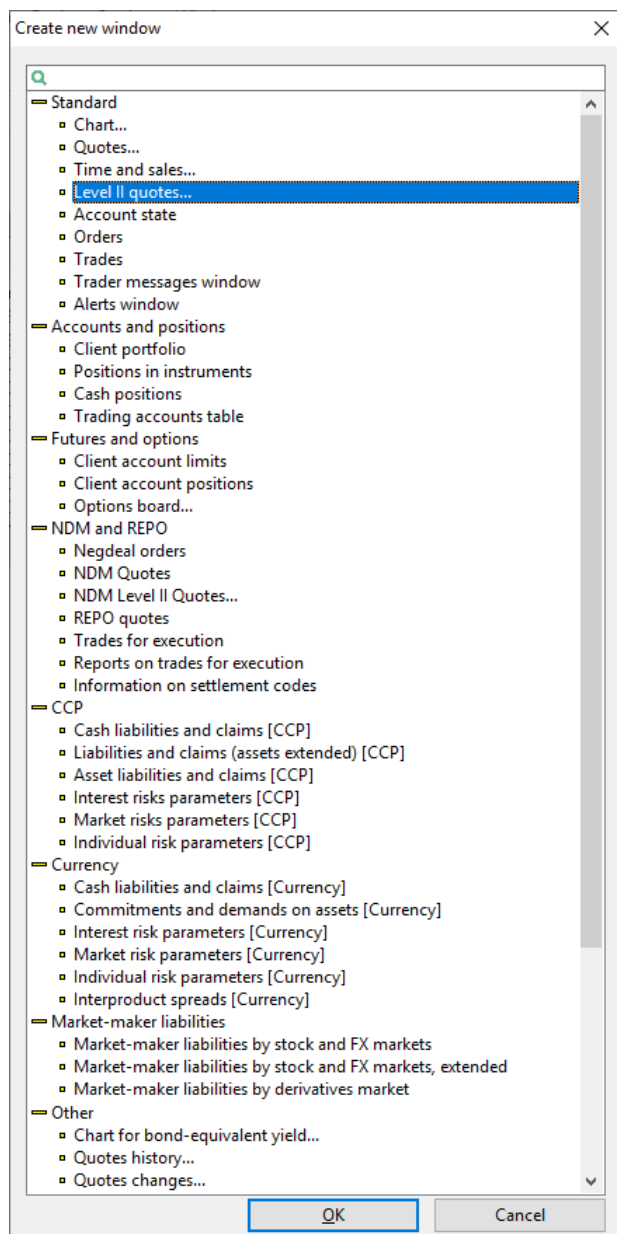 Create new window
Standard
Chart...
Quotes...
Time and sales...
Level II quotes...
Account state
Orders
Trades
Trader messages window
Alerts window
Accounts and positions
Client portfolio
Positions in instruments
Cash positions
Trading accounts table
Futures and options
Client account limits
Client account positions
Options board...
NDM and REPO
Negdeal orders
NDM Quotes
NDM Level II Quotes...
REPO quotes
Trades for execution
Reports on trades for execution
Information on settlement codes
CCP
Cash liabilities and claims [CCP]
Liabilities and claims (assets extended) [CCP]
Asset liabilities and claims [CCP]
Interest risks parameters [CCP]
Market risks parameters [CCP]
Individual risk parameters [CCP]
Currency
Cash liabilities and claims [Currency]
Commitments and demands on assets [Currency]
Interest risk parameters [Currency]
Market risk parameters [Currency]
Individual risk parameters [Currency]
Interproduct spreads [Currency]
Market-maker liabilities
Market-maker liabilities by stock and FX markets
Market-maker liabilities by stock and FX markets, extended
Market-maker liabilities by derivatives market
Other
Chart for bond-equivalent yield...
Quotes history...
Quotes changes...
OK Cancel